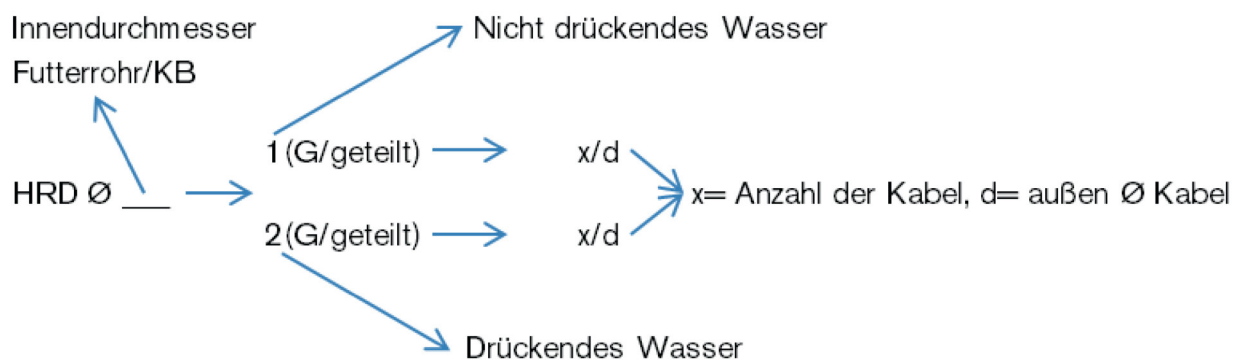 Innendurchmesser
Futterrohr/KB
Nicht drückendes Wasser
1 (G/geteilt)
x/d
HRD Ø ___
x= Anzahl der Kabel, d= außen Ø Kabel
2 (G/geteilt)
x/d
Drückendes Wasser